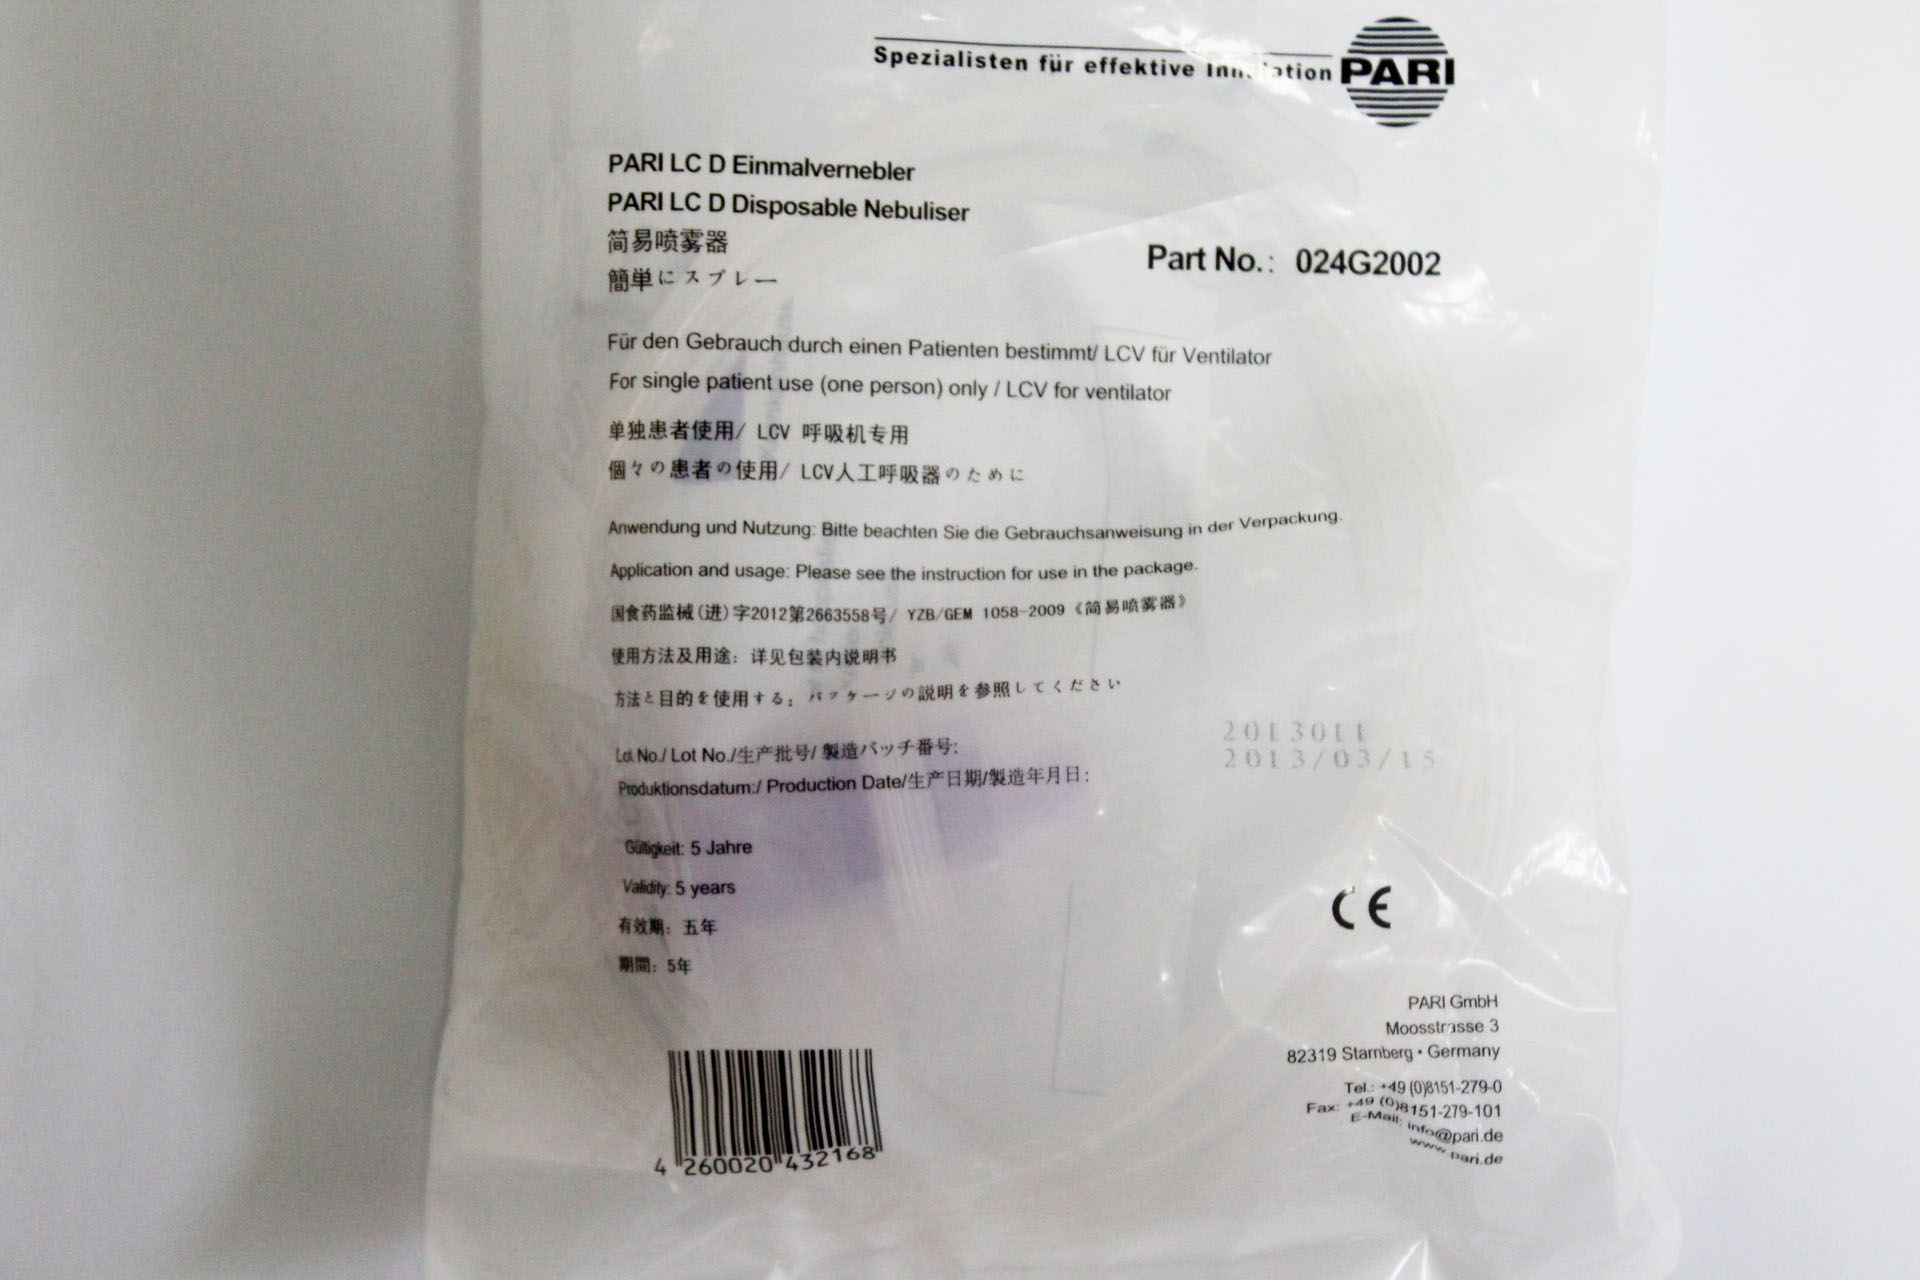 Spezialisten für effektive
PARI
PARI LC D Einmalvernebler
PARI LC D Disposable Nebuliser
简易喷雾器
簡単にスプレー
Part No.: 024G2002
Für den Gebrauch durch einen Patienten bestimmt/ LCV für Ventilator
For single patient use (one person) only / LCV for ventilator
单独患者使用/ LCV 呼吸机专用
個々の患者の使用/ LCV人工呼吸器のために
Anwendung und Nutzung: Bitte beachten Sie die Gebrauchsanweisung in der Verpackung.
Application and usage: Please see the instruction for use in the package.
国食药监械(进)字2012第2663558号/ YZB/GEM 1058-2009《简易喷雾器》
使用方法及用途: 详见包装内说明书
方法と目的を使用する: パッケージの説明を参照してください
Lot No./ Lot No./生产批号/ 製造バッチ番号:
2013011
Produktionsdatum:/ Production Date/生产日期/製造年月日:
2013/03/15
Gültigkeit: 5 Jahre
Validity: 5 years
有效期: 五年
期間: 5年
CE
PARI GmbH
Moosstrasse 3
82319 Starnberg • Germany
Tel.: +49 (0)8151-279-0
Fax: +49 (0)8151-279-101
E-Mail: info@pari.de
www.pari.de
4 260020 432168